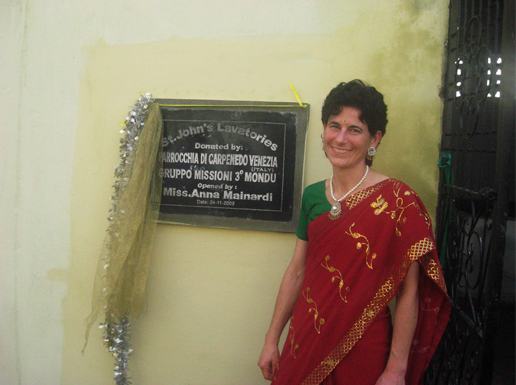 St.John's Lavatories
Donated by:
PARROCCHIA DI CARPENEDO VENEZIA
(ITALY)
GRUPPO MISSIONI 3° MONDU
Opened by :
Miss.Anna Mainardi
Date: 24-11-2009